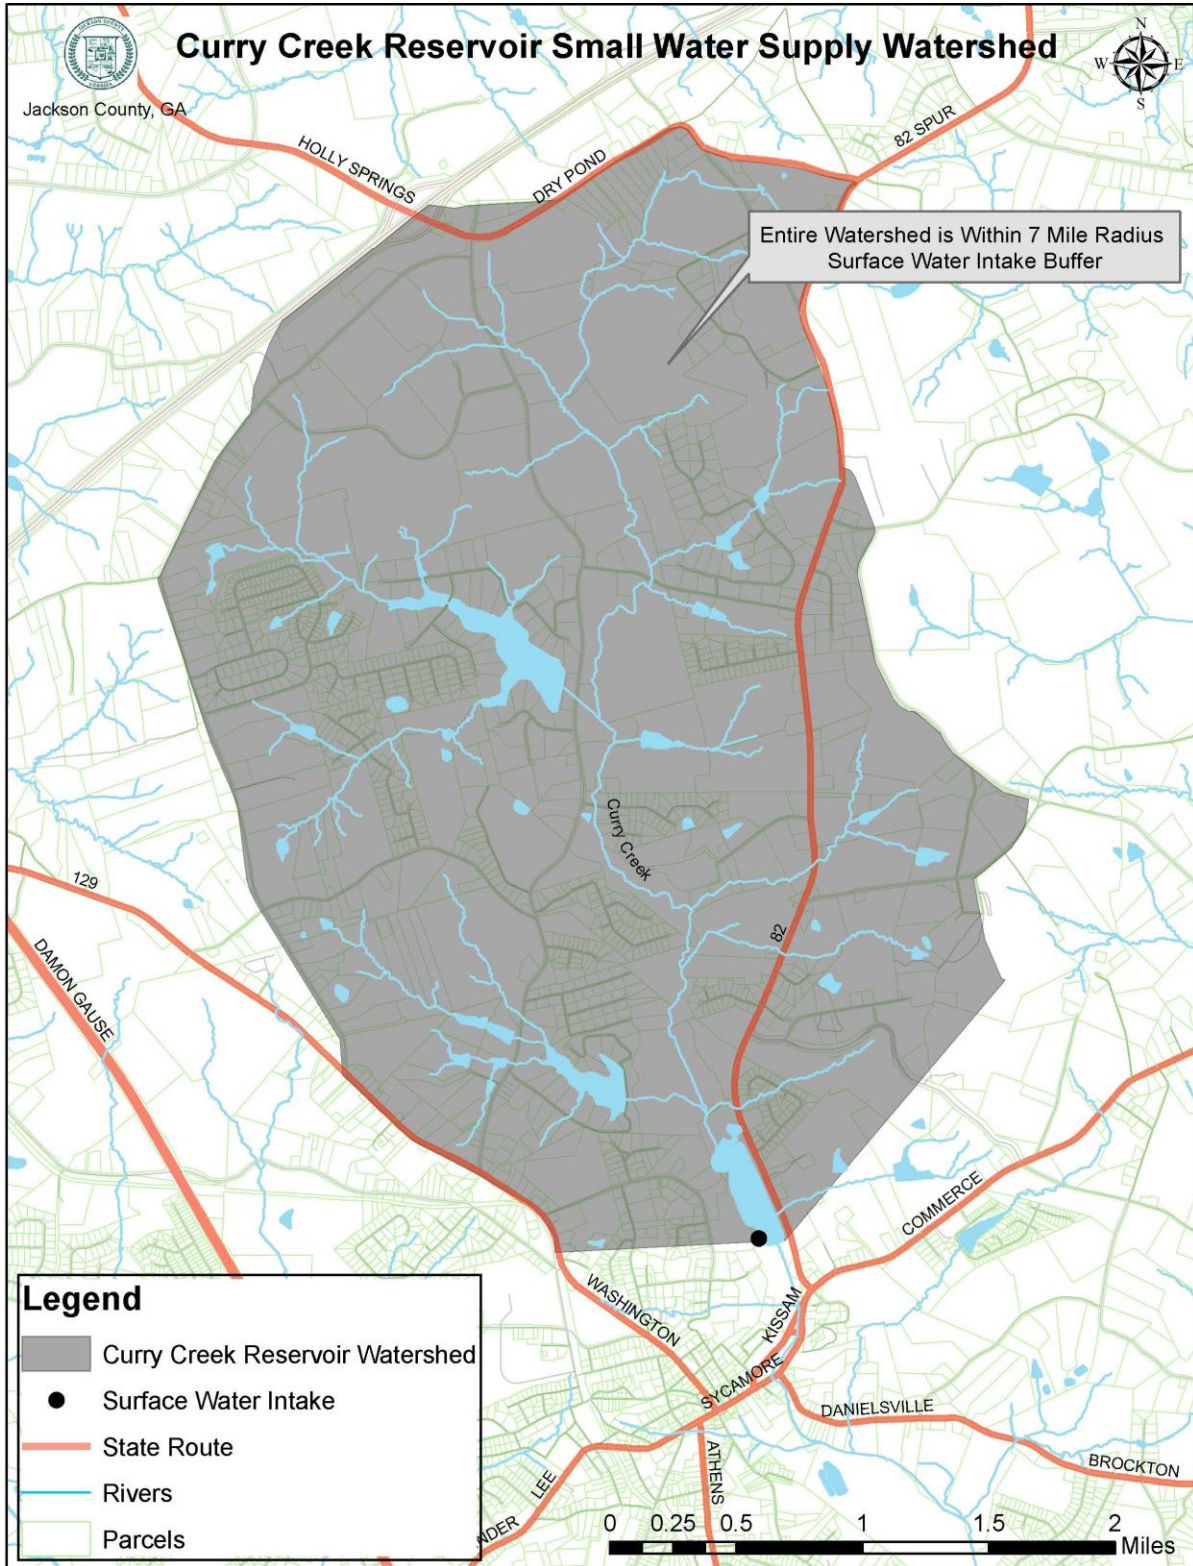 Curry Creek Reservoir Small Water Supply Watershed
JACKSON COUNTY
GEORGIA
Jackson County, GA
N
W E
S
82 SPUR
HOLLY SPRINGS
DRY POND
Entire Watershed is Within 7 Mile Radius
Surface Water Intake Buffer
Curry Creek
129
82
DAMON GAUSE
COMMERCE
WASHINGTON
KISSAM
SYCAMORE
DANIELSVILLE
ATHENS
BROCKTON
LEE
NDER
Legend
Curry Creek Reservoir Watershed
Surface Water Intake
State Route
Rivers
Parcels
0 0.25 0.5 1 1.5 2
Miles